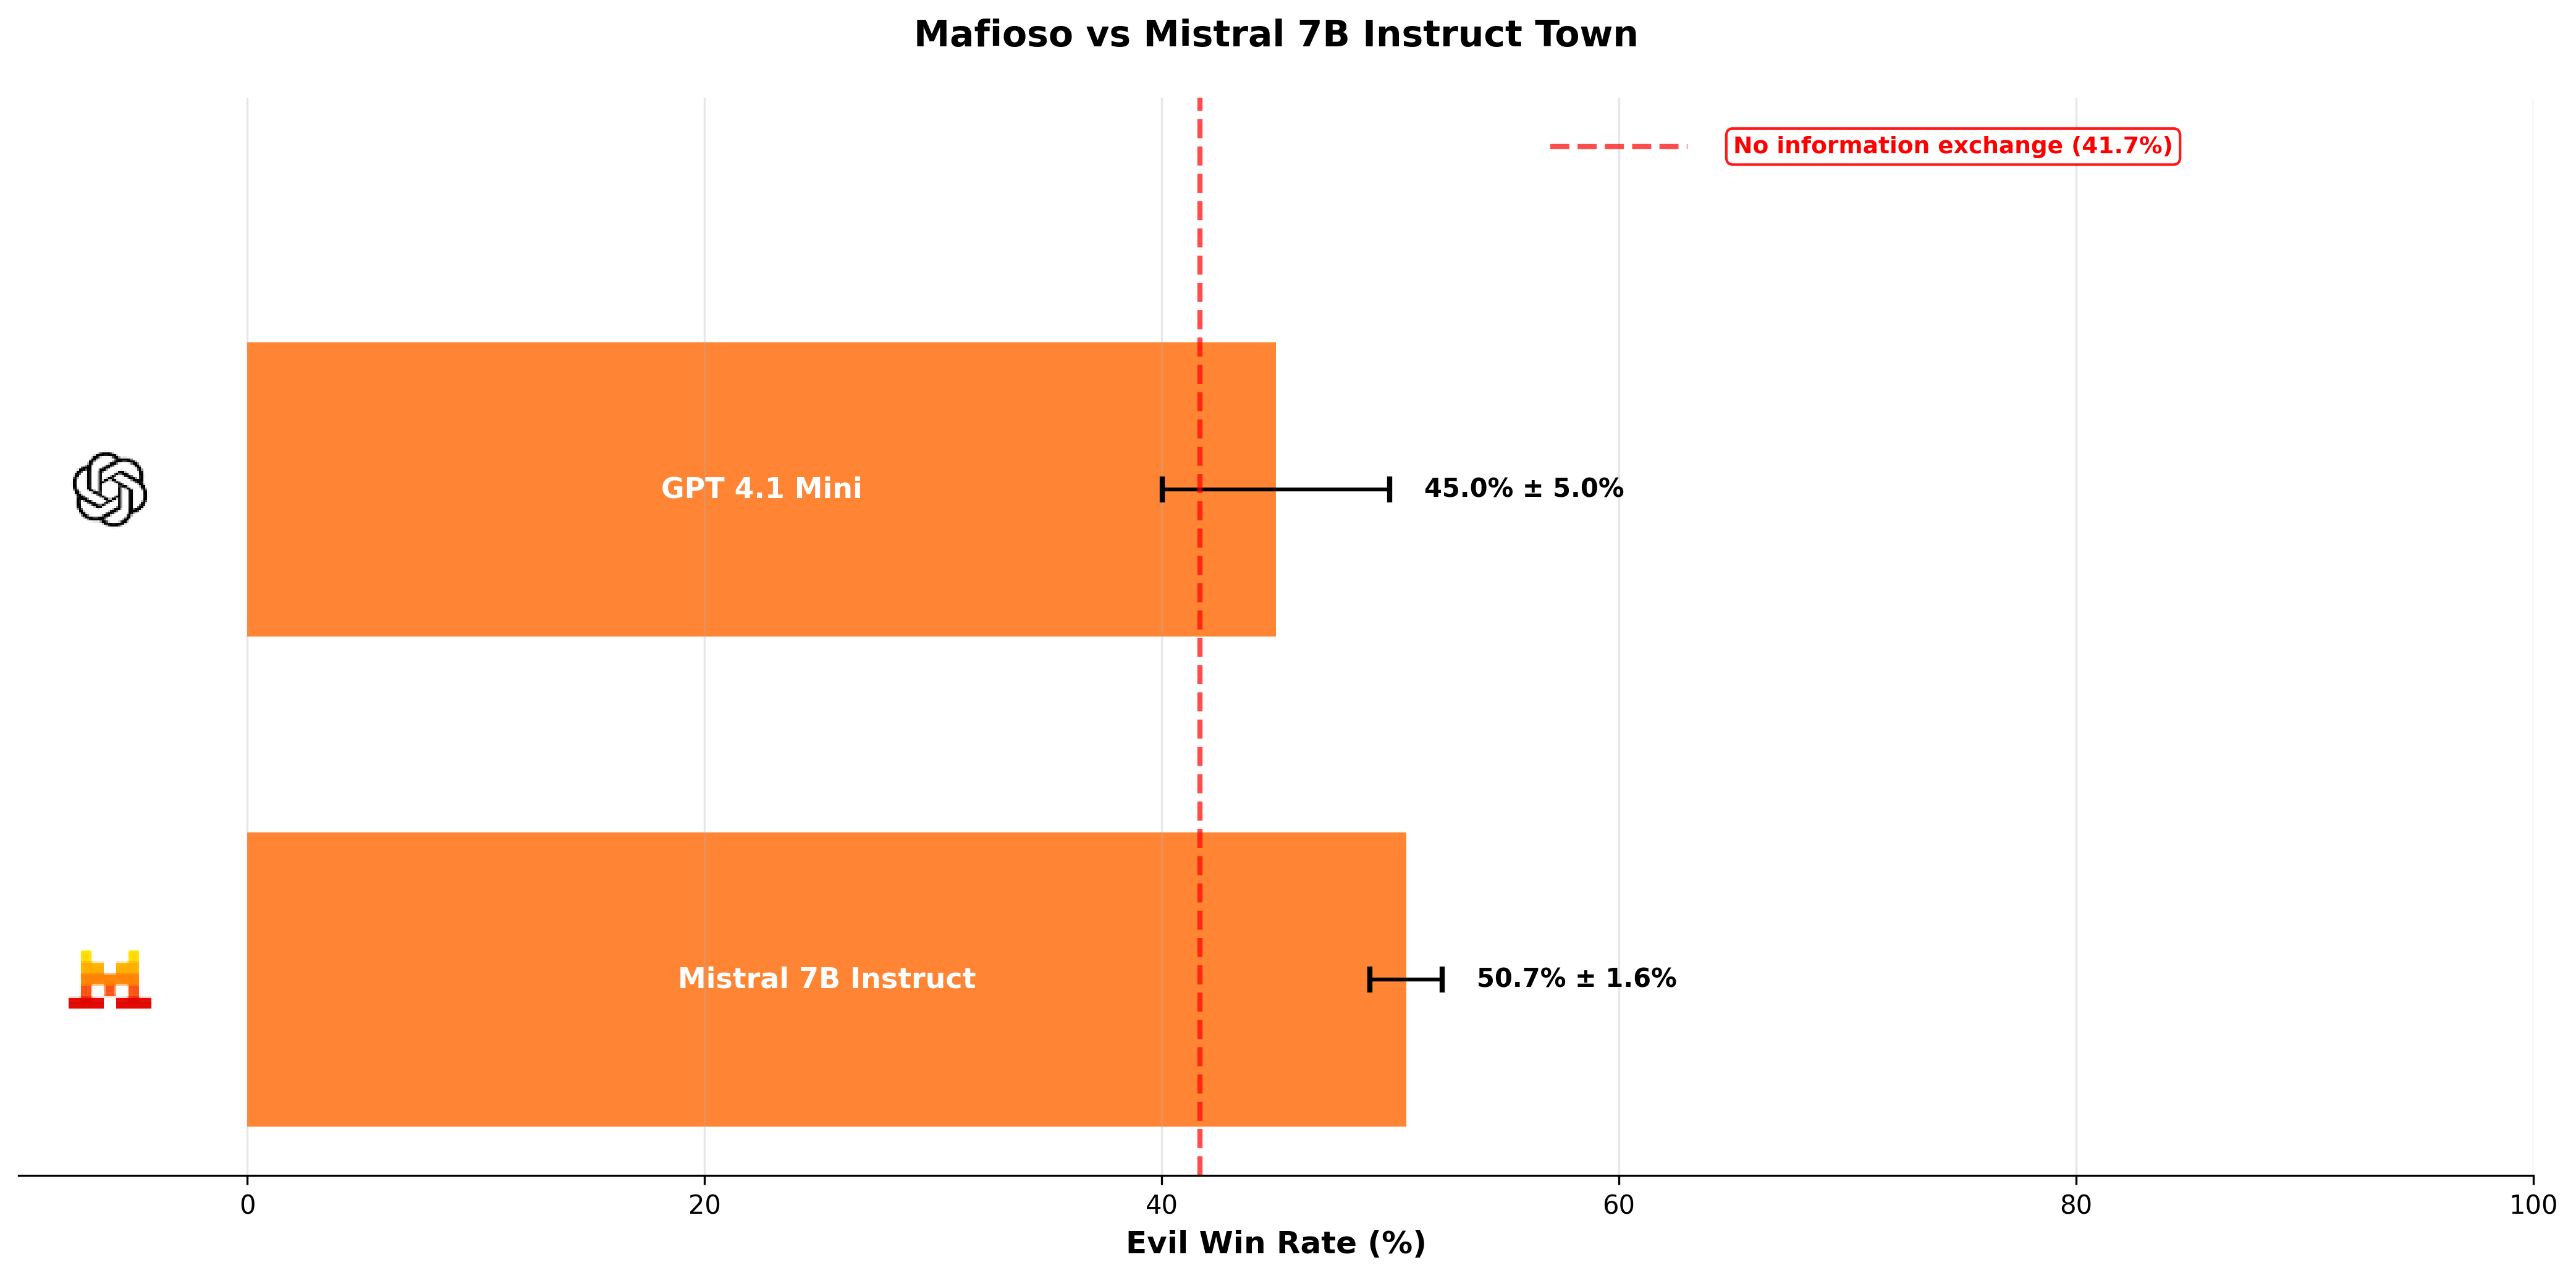 Mafioso vs Mistral 7B Instruct Town
No information exchange (41.7%)
GPT 4.1 Mini
45.0% ± 5.0%
Mistral 7B Instruct
50.7% ± 1.6%
0 20 40 60 80 100
Evil Win Rate (%)